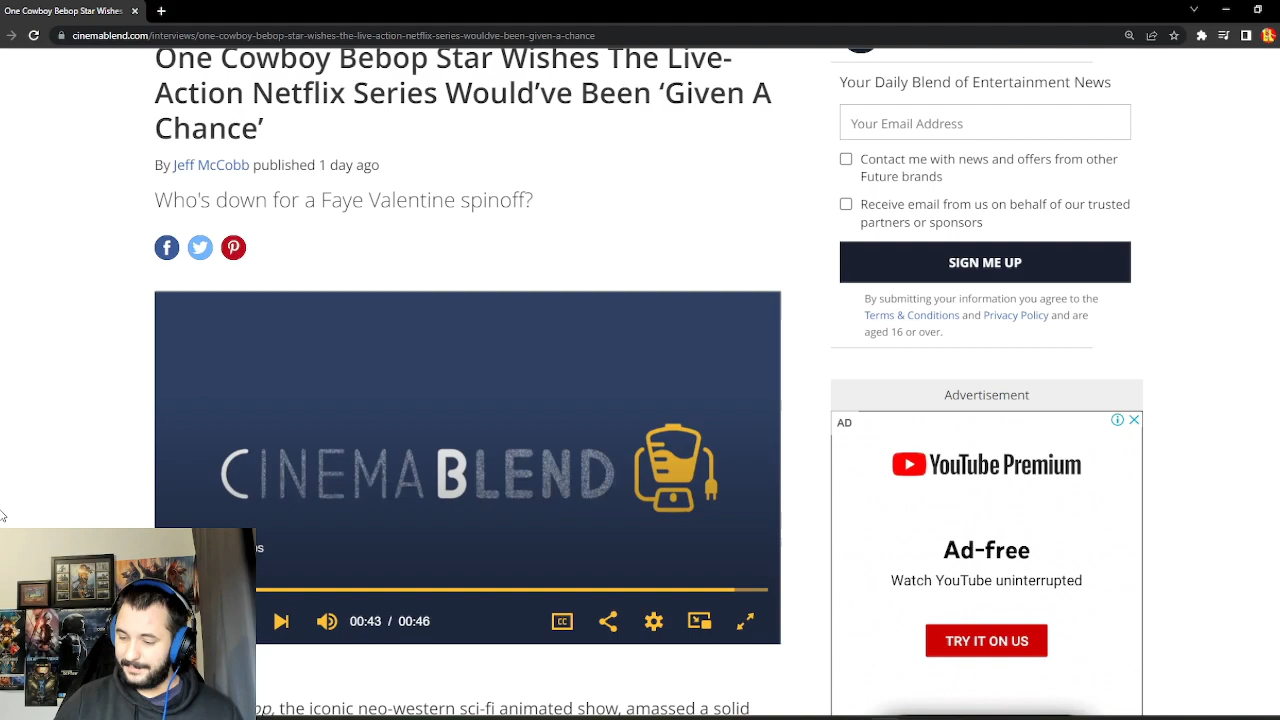 One Cowboy Bebop Star Wishes
cinemablend.com/interviews/one-cowboy-bebop-star-wishes-the-live-action-netflix-series-wouldve-been-given-a-chance
One Cowboy Bebop Star Wishes The Live-
Action Netflix Series Would’ve Been ‘Given A
Chance’
By Jeff McCobb published 1 day ago
Who's down for a Faye Valentine spinoff?
CINEMABLEND
os
00:43 / 00:46
CC
op, the iconic neo-western sci-fi animated show, amassed a solid
Your Daily Blend of Entertainment News
Your Email Address
Contact me with news and offers from other
Future brands
Receive email from us on behalf of our trusted
partners or sponsors
SIGN ME UP
By submitting your information you agree to the
Terms & Conditions and Privacy Policy and are
aged 16 or over.
Advertisement
AD
YouTube Premium
Ad-free
Watch YouTube uninterrupted
TRY IT ON US